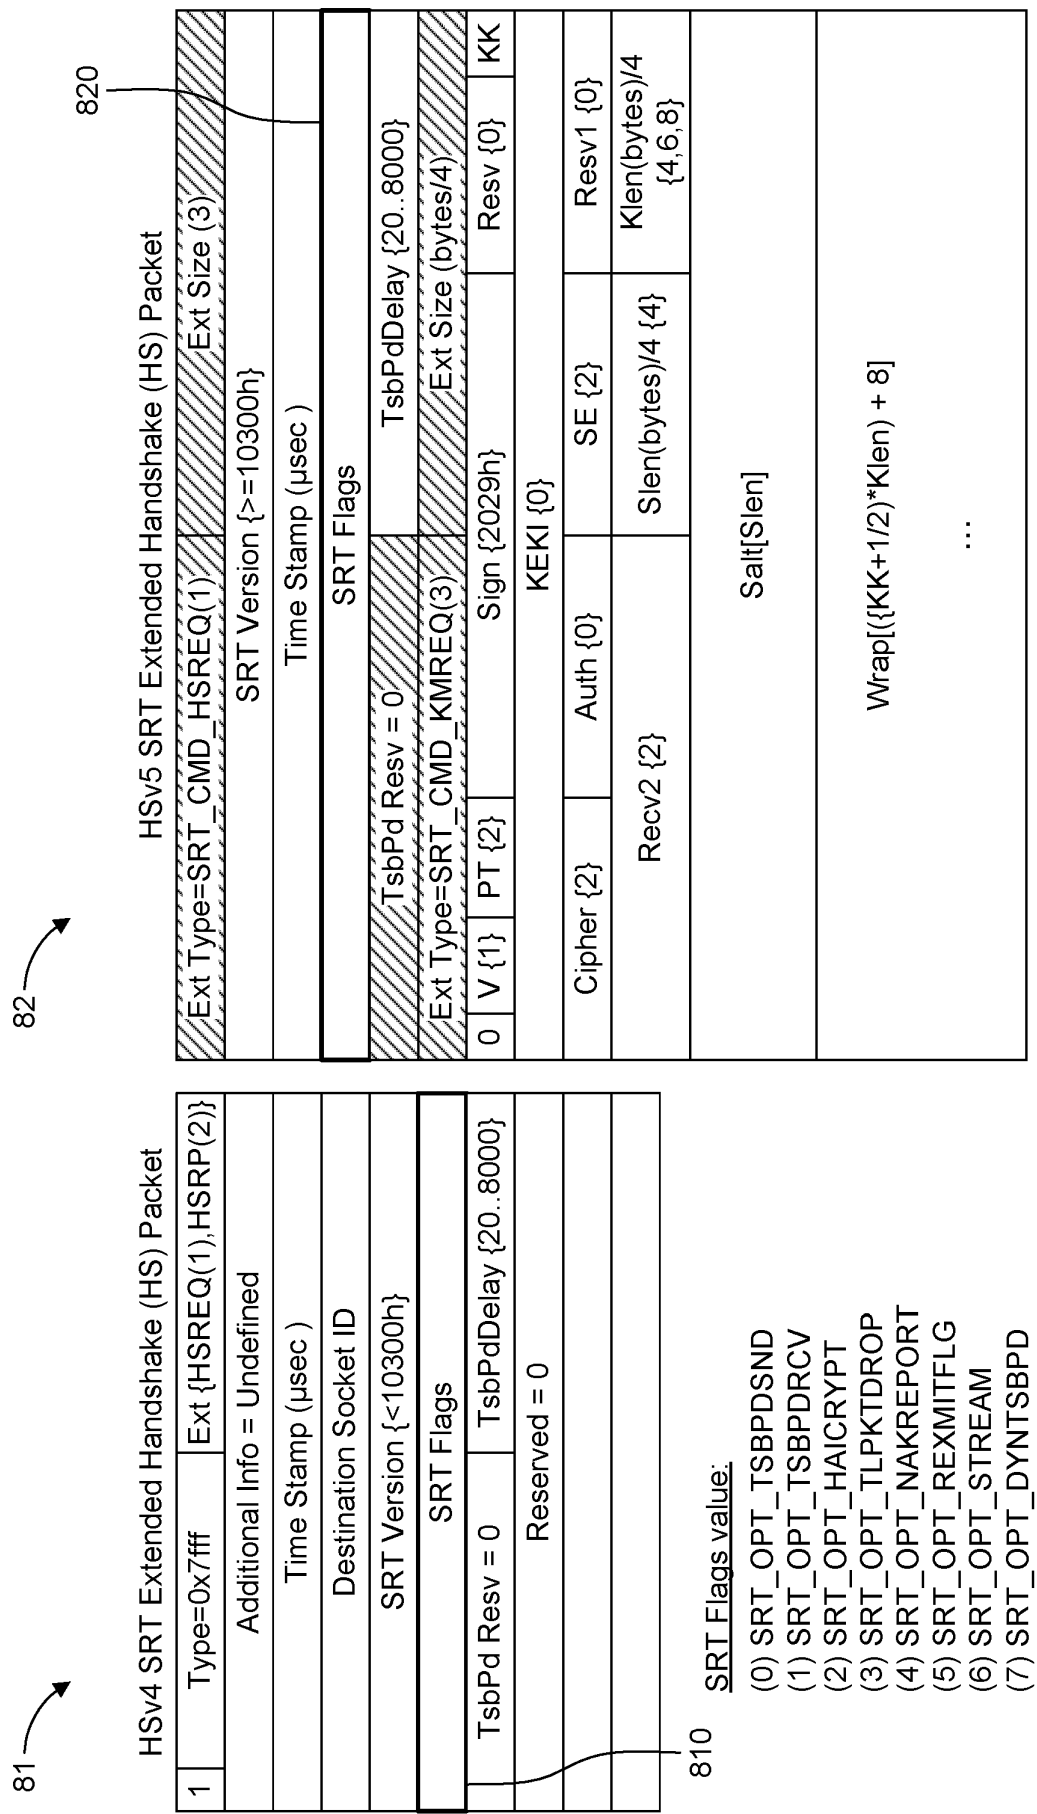 81
HSv4 SRT Extended Handshake (HS) Packet
1 Type=0x7fff Ext {HSREQ(1),HSRP(2)}
Additional Info = Undefined
Time Stamp (µsec )
Destination Socket ID
SRT Version {<10300h}
SRT Flags
TsbPd Resv = 0 TsbPdDelay {20..8000}
Reserved = 0
810
SRT Flags value:
(0) SRT_OPT_TSBPDSND
(1) SRT_OPT_TSBPDRCV
(2) SRT_OPT_HAICRYPT
(3) SRT_OPT_TLPKTDROP
(4) SRT_OPT_NAKREPORT
(5) SRT_OPT_REXMITFLG
(6) SRT_OPT_STREAM
(7) SRT_OPT_DYNTSBPD
82
HSv5 SRT Extended Handshake (HS) Packet
820
Ext Type=SRT_CMD_HSREQ(1) Ext Size (3)
SRT Version {>=10300h}
Time Stamp (µsec )
SRT Flags
TsbPd Resv = 0 TsbPdDelay {20..8000}
Ext Type=SRT_CMD_KMREQ(3) Ext Size (bytes/4)
0 V {1} PT {2} Sign {2029h} Resv {0} KK
KEKI {0}
Cipher {2} Auth {0} SE {2} Resv1 {0}
Recv2 {2} Slen(bytes)/4 {4} Klen(bytes)/4
{4,6,8}
Salt[Slen]
Wrap[({KK+1/2)*Klen) + 8]
...